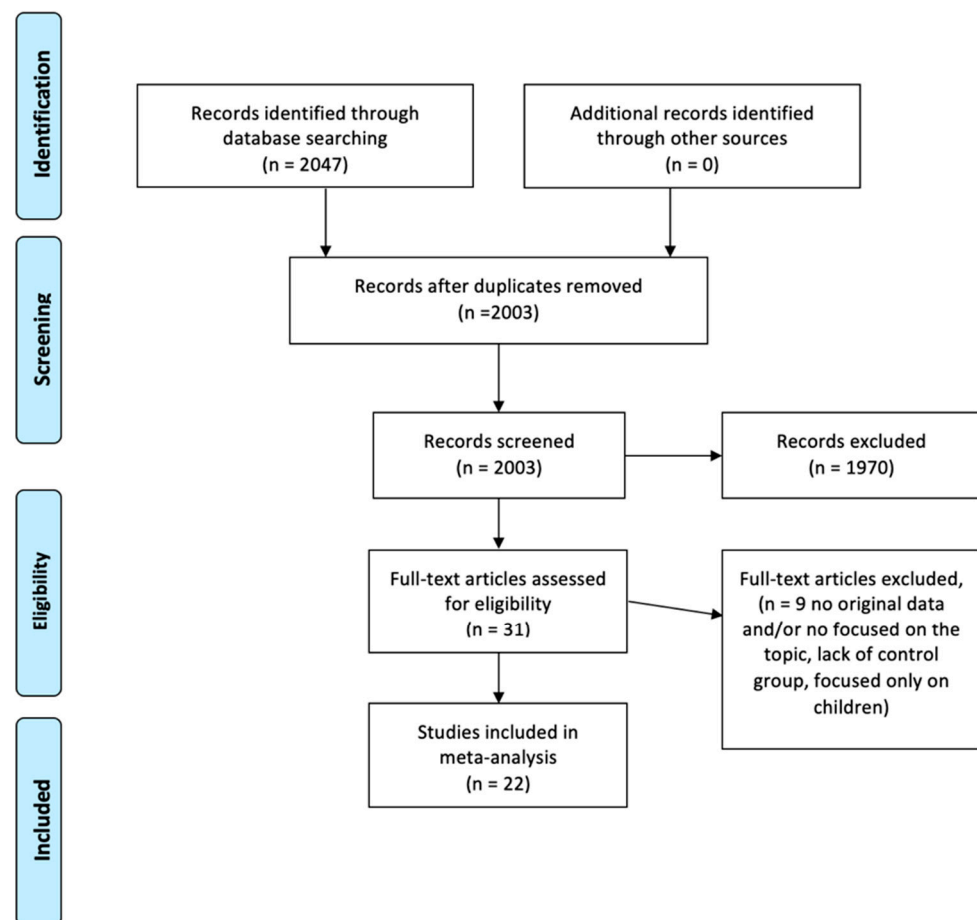 Identification
Records identified through
database searching
(n = 2047)
Additional records identified
through other sources
(n = 0)
Screening
Records after duplicates removed
(n =2003)
Records screened
(n = 2003)
Records excluded
(n = 1970)
Eligibility
Full-text articles assessed
for eligibility
(n = 31)
Full-text articles excluded,
(n = 9 no original data
and/or no focused on the
topic, lack of control
group, focused only on
children)
Included
Studies included in
meta-analysis
(n = 22)